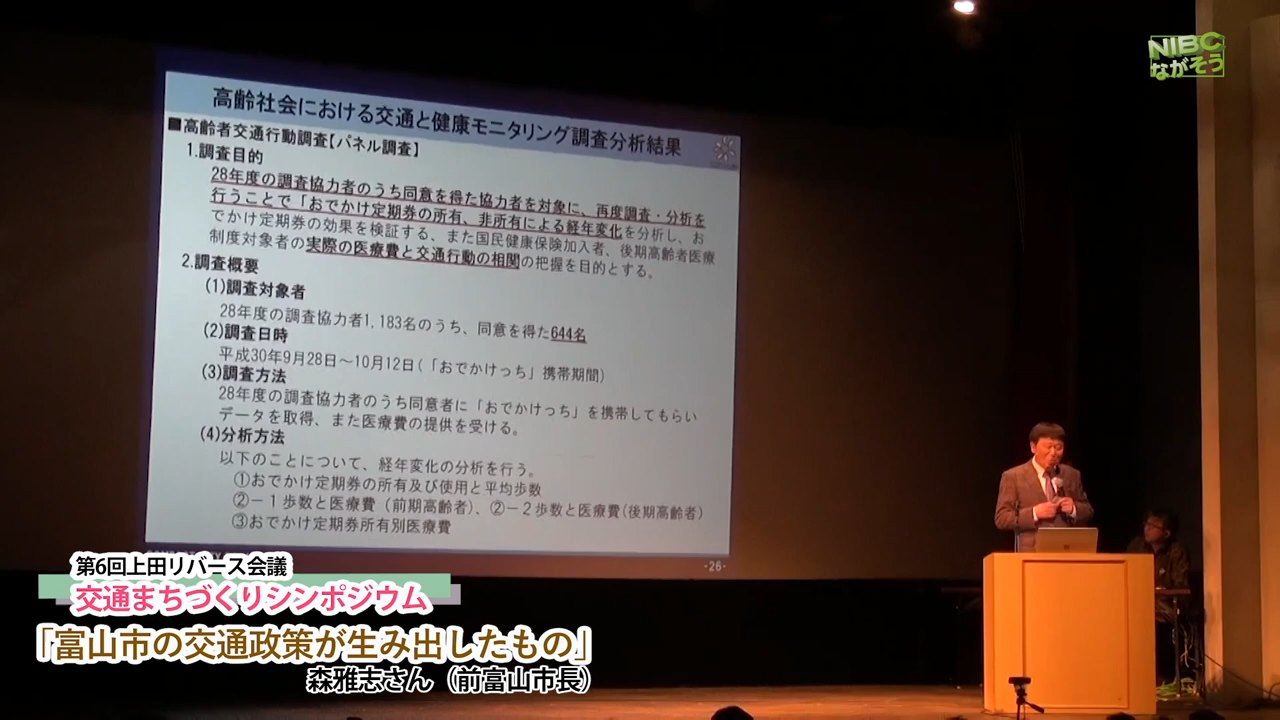 NIBC
ながそう
高齢社会における交通と健康モニタリング調査分析結果
■高齢者交通行動調査【パネル調査】
1.調査目的
28年度の調査協力者のうち同意を得た協力者を対象に、再度調査・分析を
行うことで「おでかけ定期券の所有、非所有による経年変化を分析し、お
でかけ定期券の効果を検証する、また国民健康保険加入者、後期高齢者医療
制度対象者の実際の医療費と交通行動の相関の把握を目的とする。
2.調査概要
(1)調査対象者
28年度の調査協力者1,183名のうち、同意を得た644名
(2)調査日時
平成30年9月28日～10月12日(「おでかけっち」携帯期間)
(3)調査方法
28年度の調査協力者のうち同意者に「おでかけっち」を携帯してもらい
データを取得、また医療費の提供を受ける。
(4)分析方法
以下のことについて、経年変化の分析を行う。
①おでかけ定期券の所有及び使用と平均歩数
②－１歩数と医療費（前期高齢者）、②－２歩数と医療費(後期高齢者)
③おでかけ定期券所有別医療費
-26-
第6回上田リバース会議
交通まちづくりシンポジウム
「富山市の交通政策が生み出したもの」
森雅志さん（前富山市長）